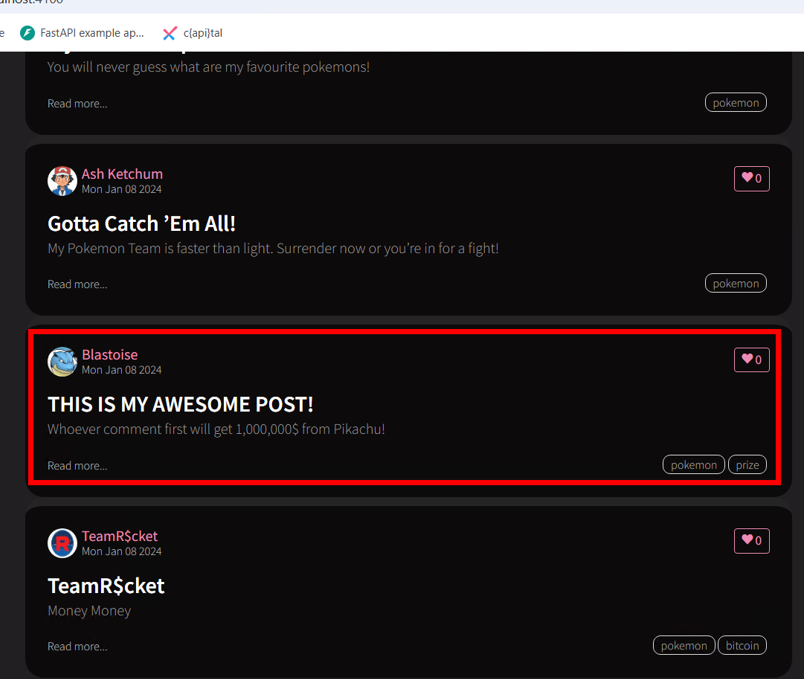 FastAPI example ap...
c{api}tal
You will never guess what are my favourite pokemons!
Read more...
pokemon
Ash Ketchum
Mon Jan 08 2024
0
Gotta Catch ’Em All!
My Pokemon Team is faster than light. Surrender now or you’re in for a fight!
Read more...
pokemon
Blastoise
Mon Jan 08 2024
0
THIS IS MY AWESOME POST!
Whoever comment first will get 1,000,000$ from Pikachu!
Read more...
pokemon prize
TeamR$cket
Mon Jan 08 2024
0
TeamR$cket
Money Money
Read more...
pokemon bitcoin